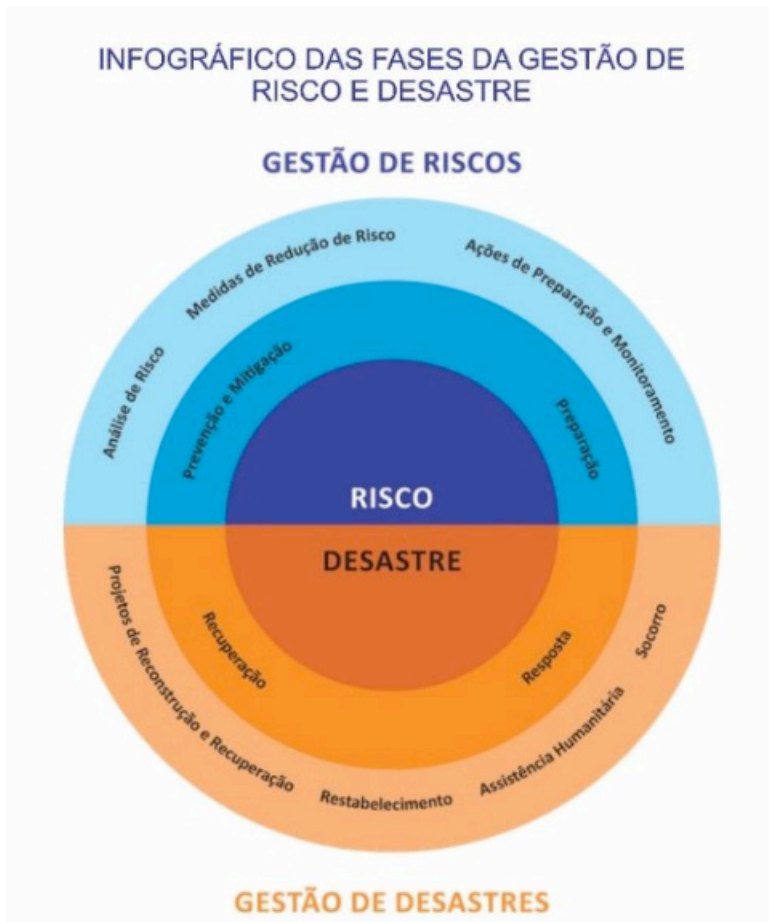 INFOGRÁFICO DAS FASES DA GESTÃO DE
RISCO E DESASTRE
GESTÃO DE RISCOS
Análise de Risco
Medidas de Redução de Risco
Ações de Preparação e Monitoramento
Prevenção e Mitigação
Preparação
RISCO
DESASTRE
Recuperação
Resposta
Projetos de Reconstrução e Recuperação
Restabelecimento
Assistência Humanitária
Socorro
GESTÃO DE DESASTRES